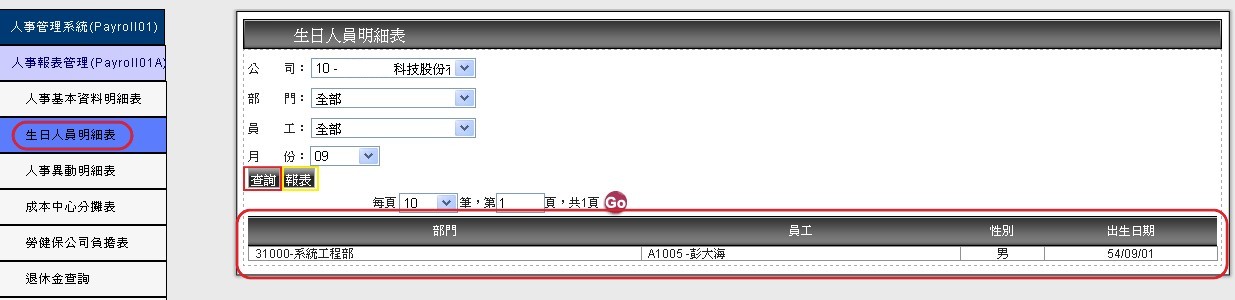 人事管理系統(Payroll01)
人事報表管理(Payroll01A)
人事基本資料明細表
生日人員明細表
人事異動明細表
成本中心分攤表
勞健保公司負擔表
退休金查詢
生日人員明細表
公 司： 10 - 科技股份有
部 門： 全部
員 工： 全部
月 份： 09
查詢 報表
每頁 10 筆，第 1 頁，共1頁 Go
部門 員工 性別 出生日期
31000-系統工程部 A1005 -彭大海 男 54/09/01